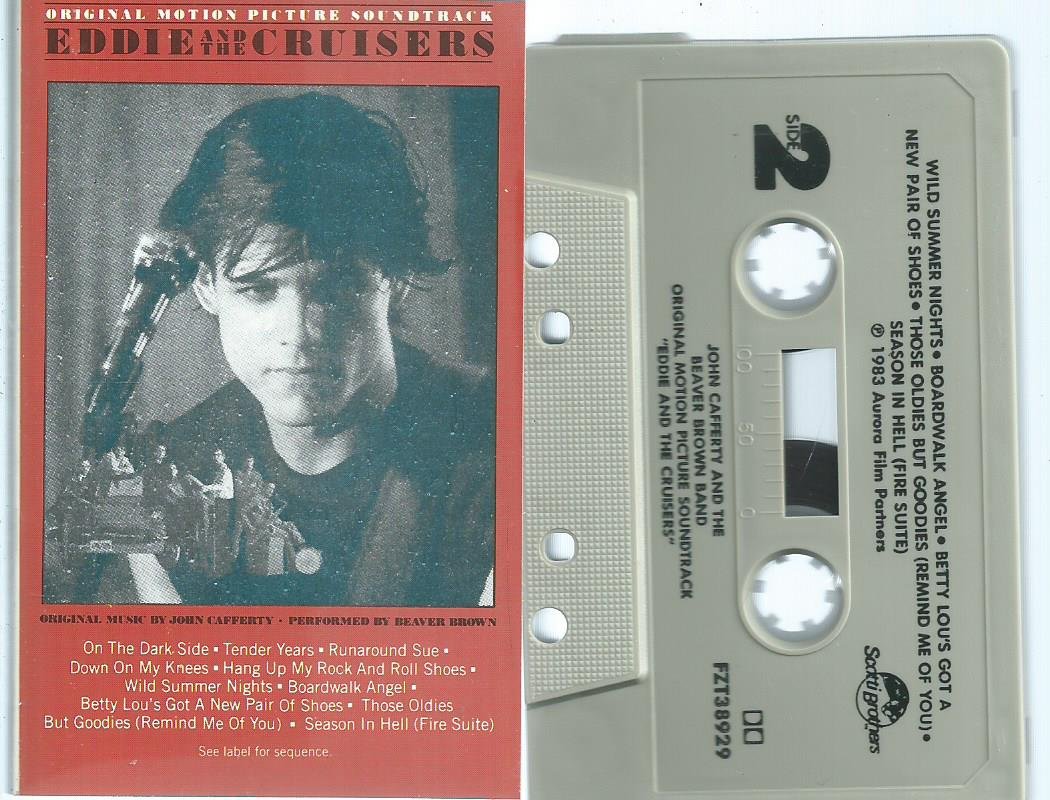 ORIGINAL MOTION PICTURE SOUNDTRACK
EDDIE AND THE CRUISERS
ORIGINAL MUSIC BY JOHN CAFFERTY · PERFORMED BY BEAVER BROWN
On The Dark Side ▪ Tender Years ▪ Runaround Sue ▪
Down On My Knees ▪ Hang Up My Rock And Roll Shoes ▪
Wild Summer Nights ▪ Boardwalk Angel ▪
Betty Lou's Got A New Pair Of Shoes ▪ Those Oldies
But Goodies (Remind Me Of You) ▪ Season In Hell (Fire Suite)
See label for sequence.
SIDE 2
WILD SUMMER NIGHTS • BOARDWALK ANGEL • BETTY LOU'S GOT A
NEW PAIR OF SHOES • THOSE OLDIES BUT GOODIES (REMIND ME OF YOU) •
SEASON IN HELL (FIRE SUITE)
℗ 1983 Aurora Film Partners
100 50 0
JOHN CAFFERTY AND THE
BEAVER BROWN BAND
ORIGINAL MOTION PICTURE SOUNDTRACK
"EDDIE AND THE CRUISERS"
Scotti Brothers
FZT38929